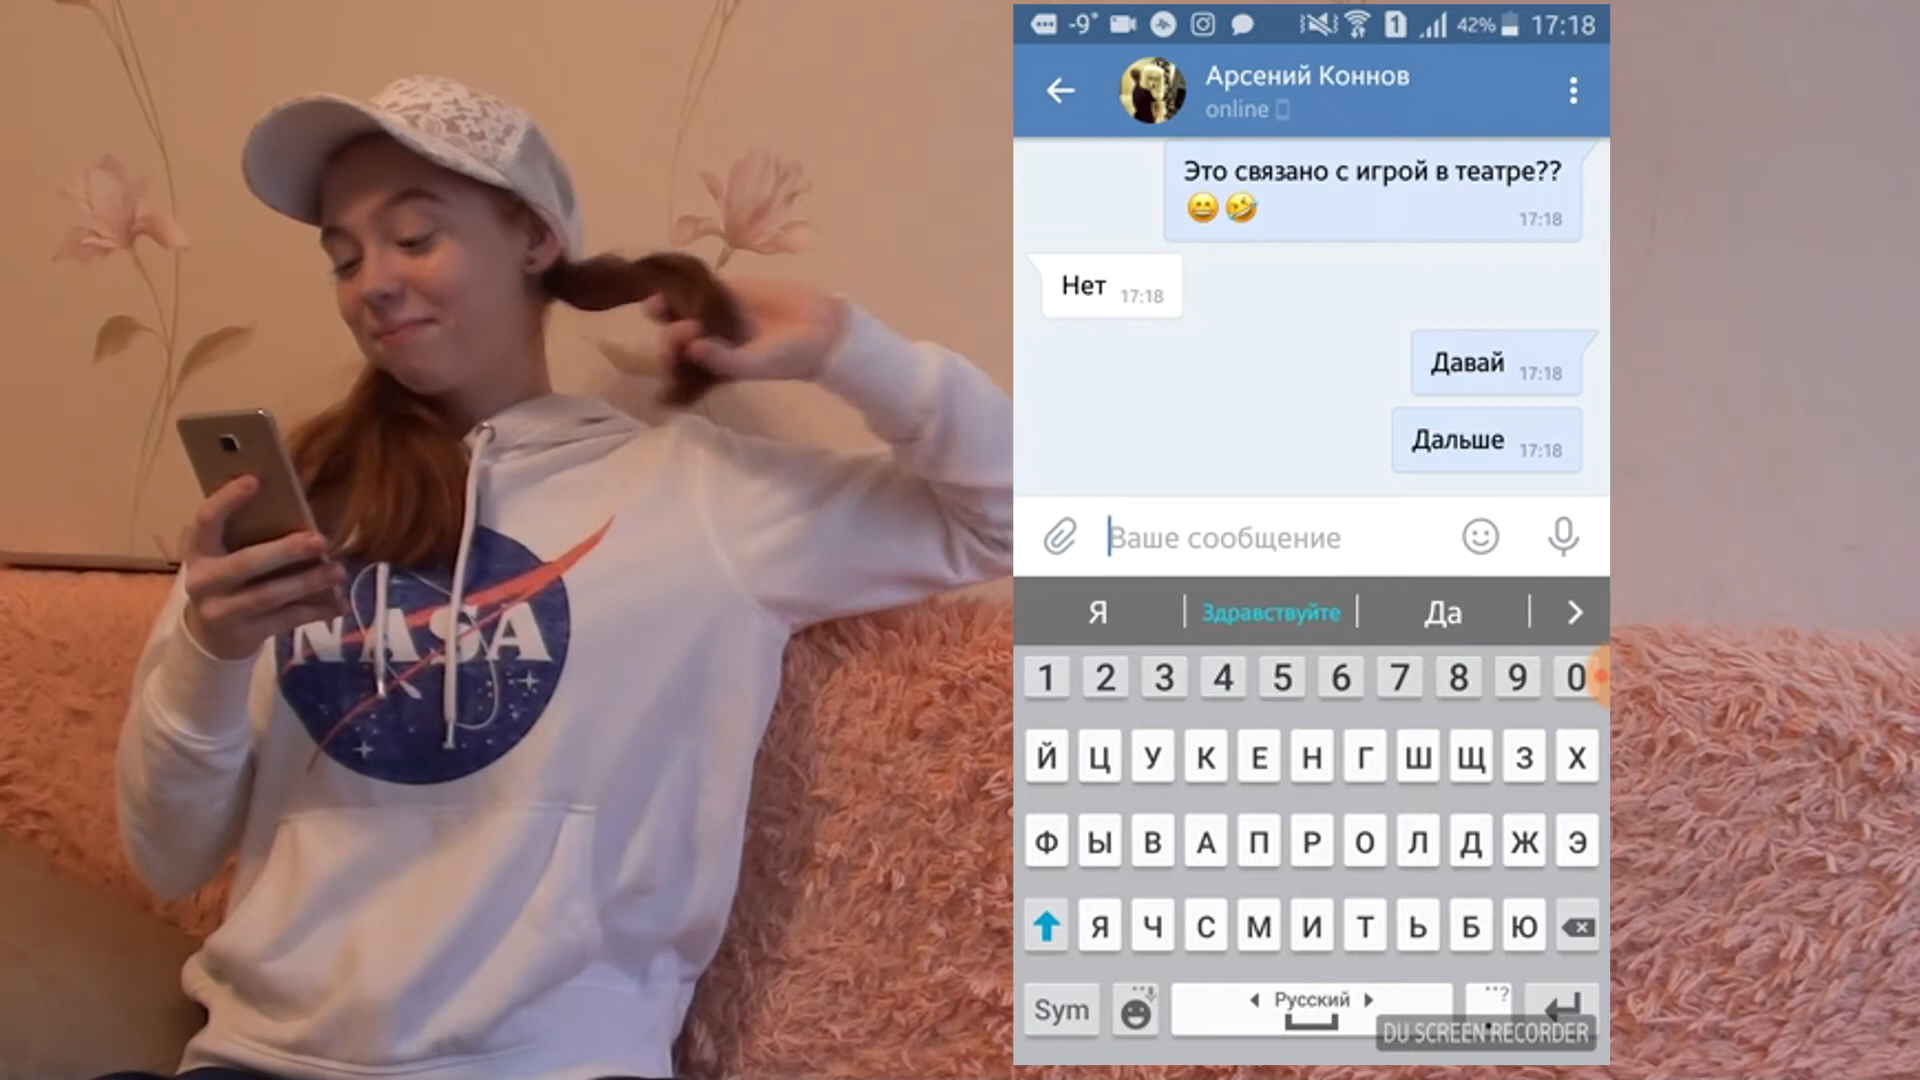 -9°
1
42%
17:18
Арсений Коннов
online
Это связано с игрой в театре??
😁🤣
17:18
Нет 17:18
Давай 17:18
Дальше 17:18
Ваше сообщение
Я Здравствуйте Да
1 2 3 4 5 6 7 8 9 0
Й Ц У К Е Н Г Ш Щ З Х
Ф Ы В А П Р О Л Д Ж Э
Я Ч С М И Т Ь Б Ю
Sym Русский ...?
DU SCREEN RECORDER
NASA